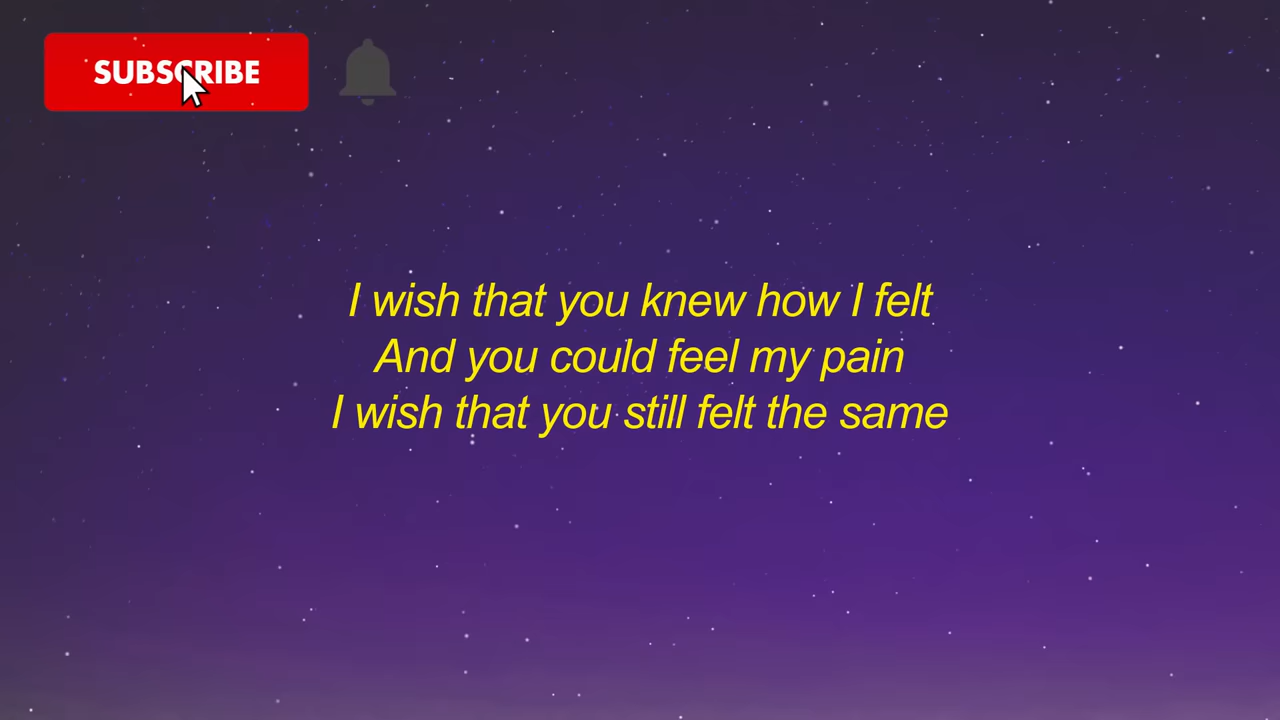 SUBSCRIBE
I wish that you knew how I felt
And you could feel my pain
I wish that you still felt the same